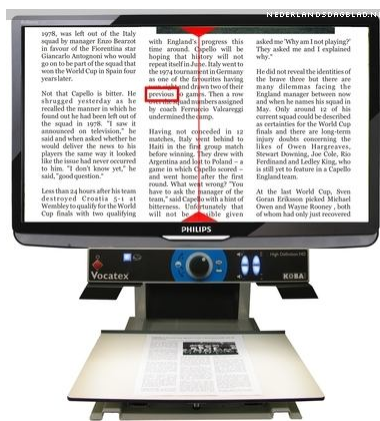 NEDERLANDSDAGBLAD.NL
1978, was left out of the Italy
squad by manager Enzo Bearzot
in favour of the Fiorentina star
Giancarlo Antognoni who would
go on to be part of the squad that
won the World Cup in Spain four
years later.
Not that Capello is bitter. He
shrugged yesterday as he
recalled the manner in which he
found out he had been left out of
the squad in 1978. "I saw it
announced on television," he
said and when asked whether he
would deliver the news to his
players the same way it looked
like the issue had never occurred
to him. "I don't know yet," he
said, "good question."
Less than 24 hours after his team
destroyed Croatia 5-1 at
Wembley to qualify for the World
Cup finals with two qualifying
with England's progress this
time around. Capello will be
hoping that history will not
repeat itself in June. Italy went to
the 1974 tournament in Germany
as one of the favourites having
and drawn two of their
previous games. Then a row
over the squad numbers assigned
by coach Ferruccio Valcareggi
undermined the camp.
Having not conceded in 12
matches, Italy went behind to
Haiti in the first group match
before winning. They drew with
Argentina and lost to Poland – a
game in which Capello scored –
and went home after the first
round. What went wrong? "You
have to ask the manager of the
team," said Capello with a hint of
bitterness. Unfortunately that
will not be possible given
asked me 'Why am I not playing?'
They asked me and I explained
why."
He did not reveal the identities of
the brave three but there are
many dilemmas facing the
England manager between now
and when he names his squad in
May. Only around 12 of his
current squad could be described
as certainties for the World Cup
finals and there are long-term
injury doubts concerning the
likes of Owen Hargreaves,
Stewart Downing, Joe Cole, Rio
Ferdinand and Ledley King, who
is still yet to feature in a Capello
England team.
At the last World Cup, Sven
Goran Eriksson picked Michael
Owen and Wayne Rooney , both
of whom had only just recovered
PHILIPS
Vocatex
High Definition HD
KOBA